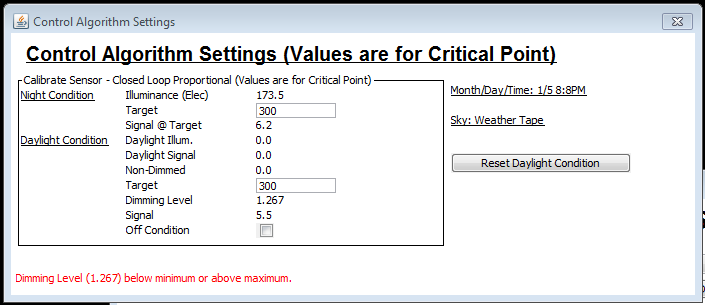 Control Algorithm Settings
Control Algorithm Settings (Values are for Critical Point)
Calibrate Sensor - Closed Loop Proportional (Values are for Critical Point)
Night Condition Illuminance (Elec) 173.5
Target 300
Signal @ Target 6.2
Daylight Condition Daylight Illum. 0.0
Daylight Signal 0.0
Non-Dimmed 0.0
Target 300
Dimming Level 1.267
Signal 5.5
Off Condition
Month/Day/Time: 1/5 8:8PM
Sky: Weather Tape
Reset Daylight Condition
Dimming Level (1.267) below minimum or above maximum.